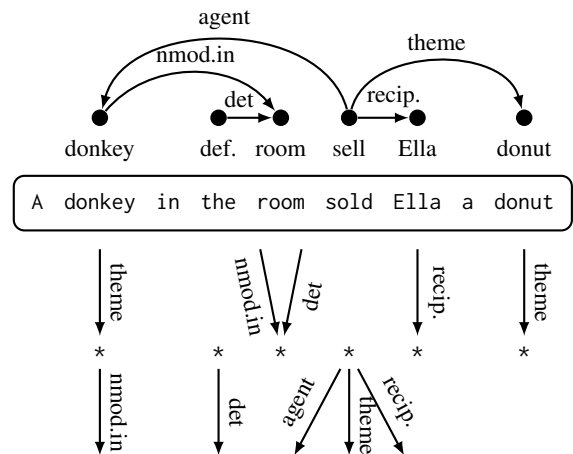 agent
nmod.in
theme
det
recip.
donkey def. room sell Ella donut
A donkey in the room sold Ella a donut
theme nmod.in det recip. theme
* * * * * *
nmod.in det agent theme recip.